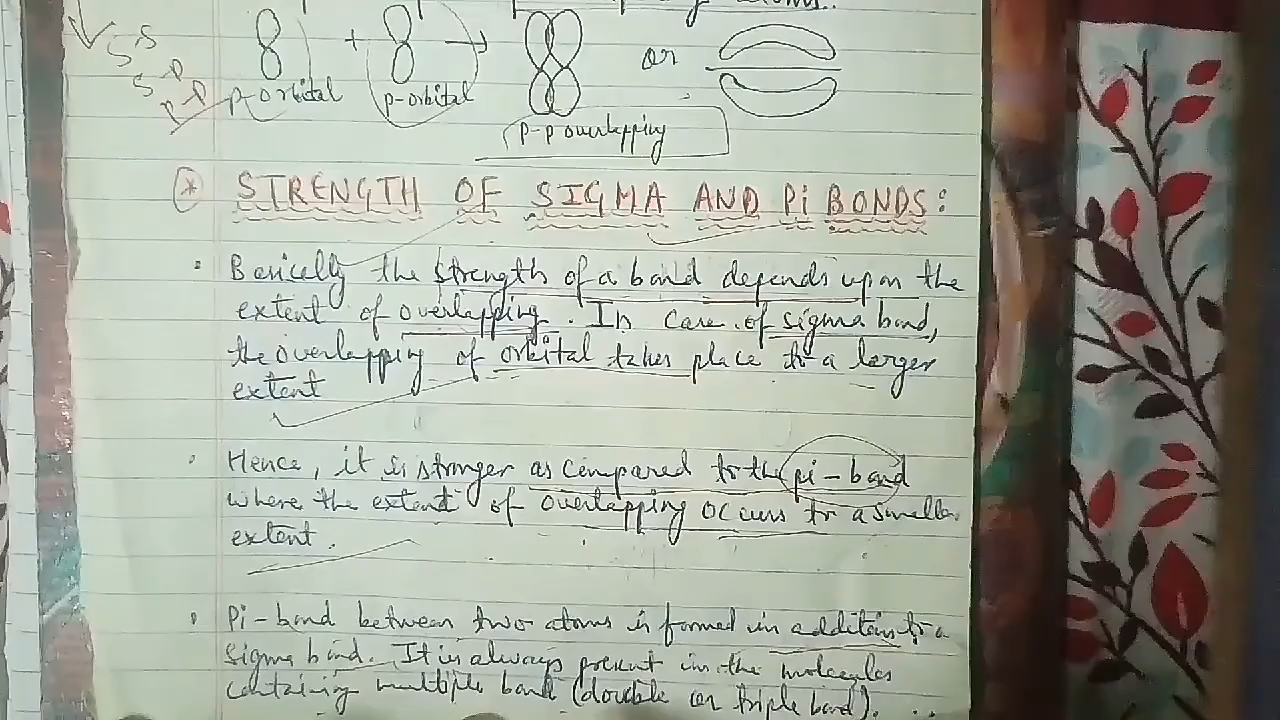 atoms.
S-S
S-P
P-P
p-orbital + p-orbital → or
p-p overlapping
* STRENGTH OF SIGMA AND Pi BONDS:
Basically the strength of a bond depends upon the
extent of overlapping. In case of sigma bond,
the overlapping of orbital takes place to a larger
extent
Hence, it is stronger as compared to the pi-bond
where the extent of overlapping occurs to a smaller
extent.
Pi-bond between two atoms is formed in addition to a
sigma bond. It is always present in the molecules
containing multiple bond (double or triple bond).